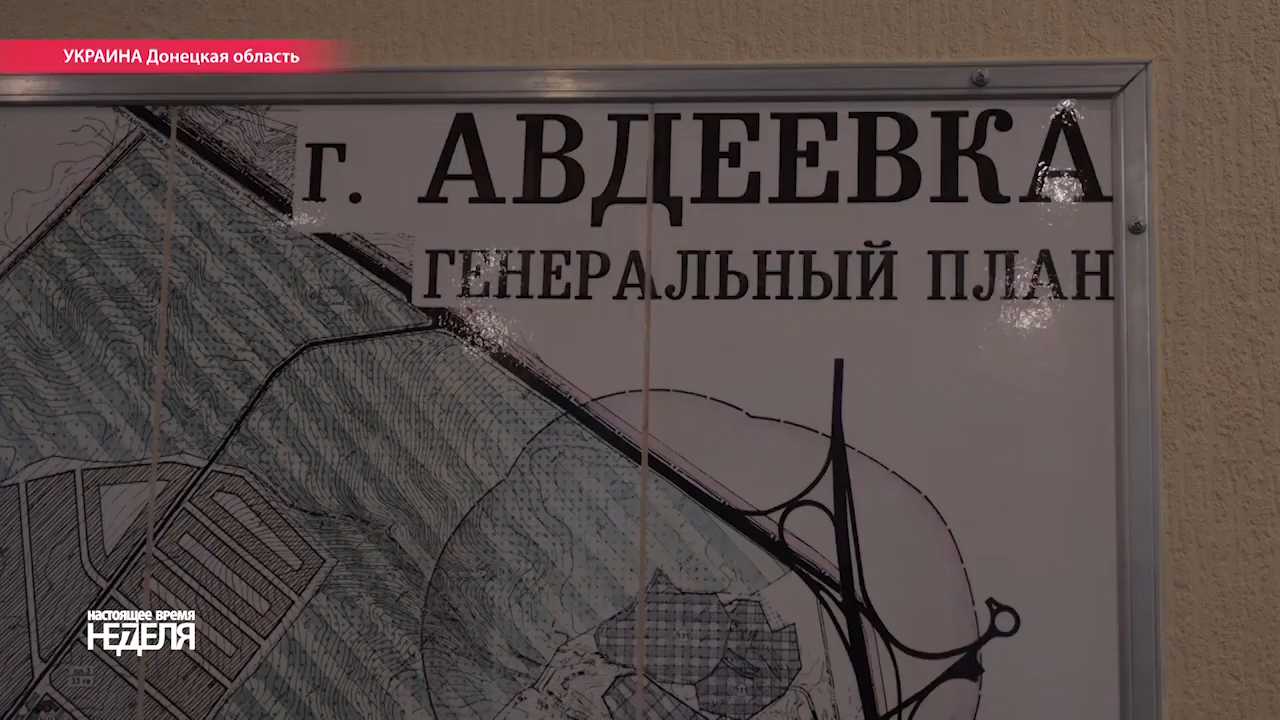 УКРАИНА Донецкая область
г. АВДЕЕВКА
ГЕНЕРАЛЬНЫЙ ПЛАН
настоящее время
НЕДЕЛЯ